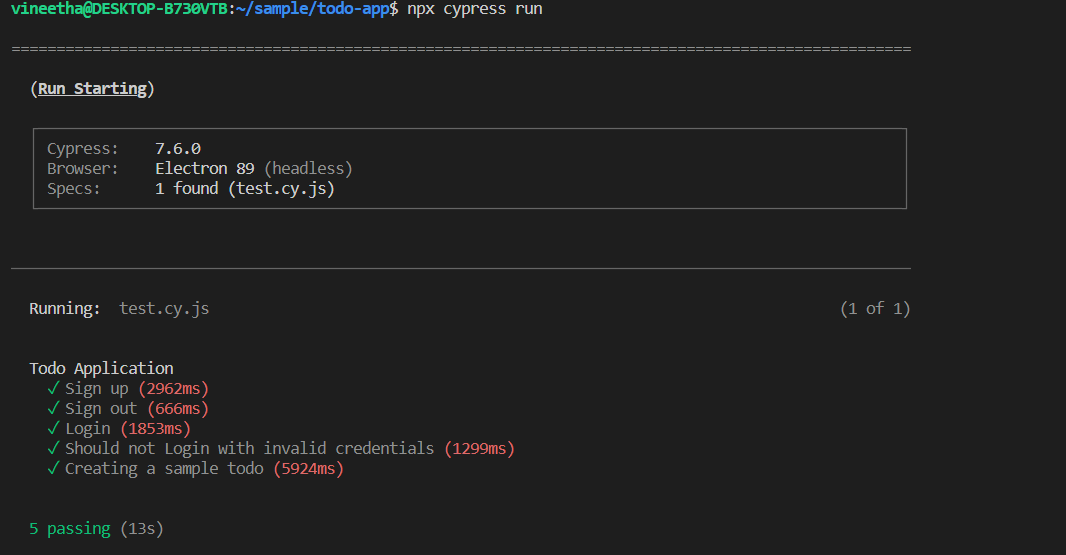 vineetha@DESKTOP-B730VTB:~/sample/todo-app$ npx cypress run
====================================================================================================
(Run Starting)
Cypress: 7.6.0
Browser: Electron 89 (headless)
Specs: 1 found (test.cy.js)
Running: test.cy.js (1 of 1)
Todo Application
✓ Sign up (2962ms)
✓ Sign out (666ms)
✓ Login (1853ms)
✓ Should not Login with invalid credentials (1299ms)
✓ Creating a sample todo (5924ms)
5 passing (13s)